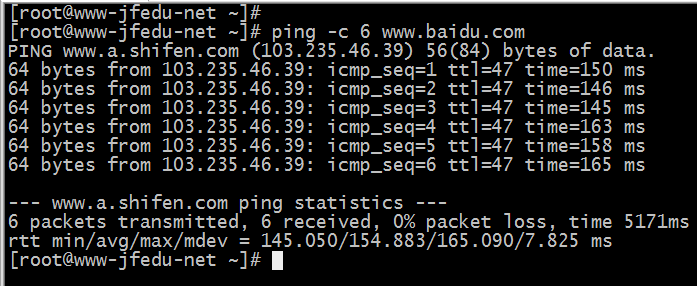 [root@www-jfedu-net ~]#
[root@www-jfedu-net ~]# ping -c 6 www.baidu.com
PING www.a.shifen.com (103.235.46.39) 56(84) bytes of data.
64 bytes from 103.235.46.39: icmp_seq=1 ttl=47 time=150 ms
64 bytes from 103.235.46.39: icmp_seq=2 ttl=47 time=146 ms
64 bytes from 103.235.46.39: icmp_seq=3 ttl=47 time=145 ms
64 bytes from 103.235.46.39: icmp_seq=4 ttl=47 time=163 ms
64 bytes from 103.235.46.39: icmp_seq=5 ttl=47 time=158 ms
64 bytes from 103.235.46.39: icmp_seq=6 ttl=47 time=165 ms
--- www.a.shifen.com ping statistics ---
6 packets transmitted, 6 received, 0% packet loss, time 5171ms
rtt min/avg/max/mdev = 145.050/154.883/165.090/7.825 ms
[root@www-jfedu-net ~]#